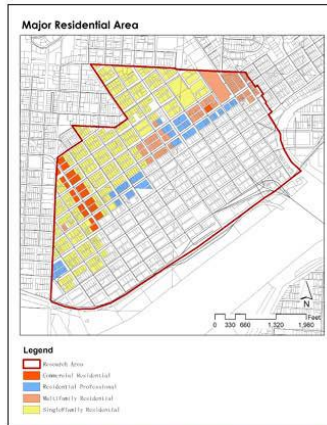 Major Residential Area
N
Feet
0 330 660 1,320 1,980
Legend
Research Area
Commercial Residential
Residential Professional
Multifamily Residential
SingleFamily Residential